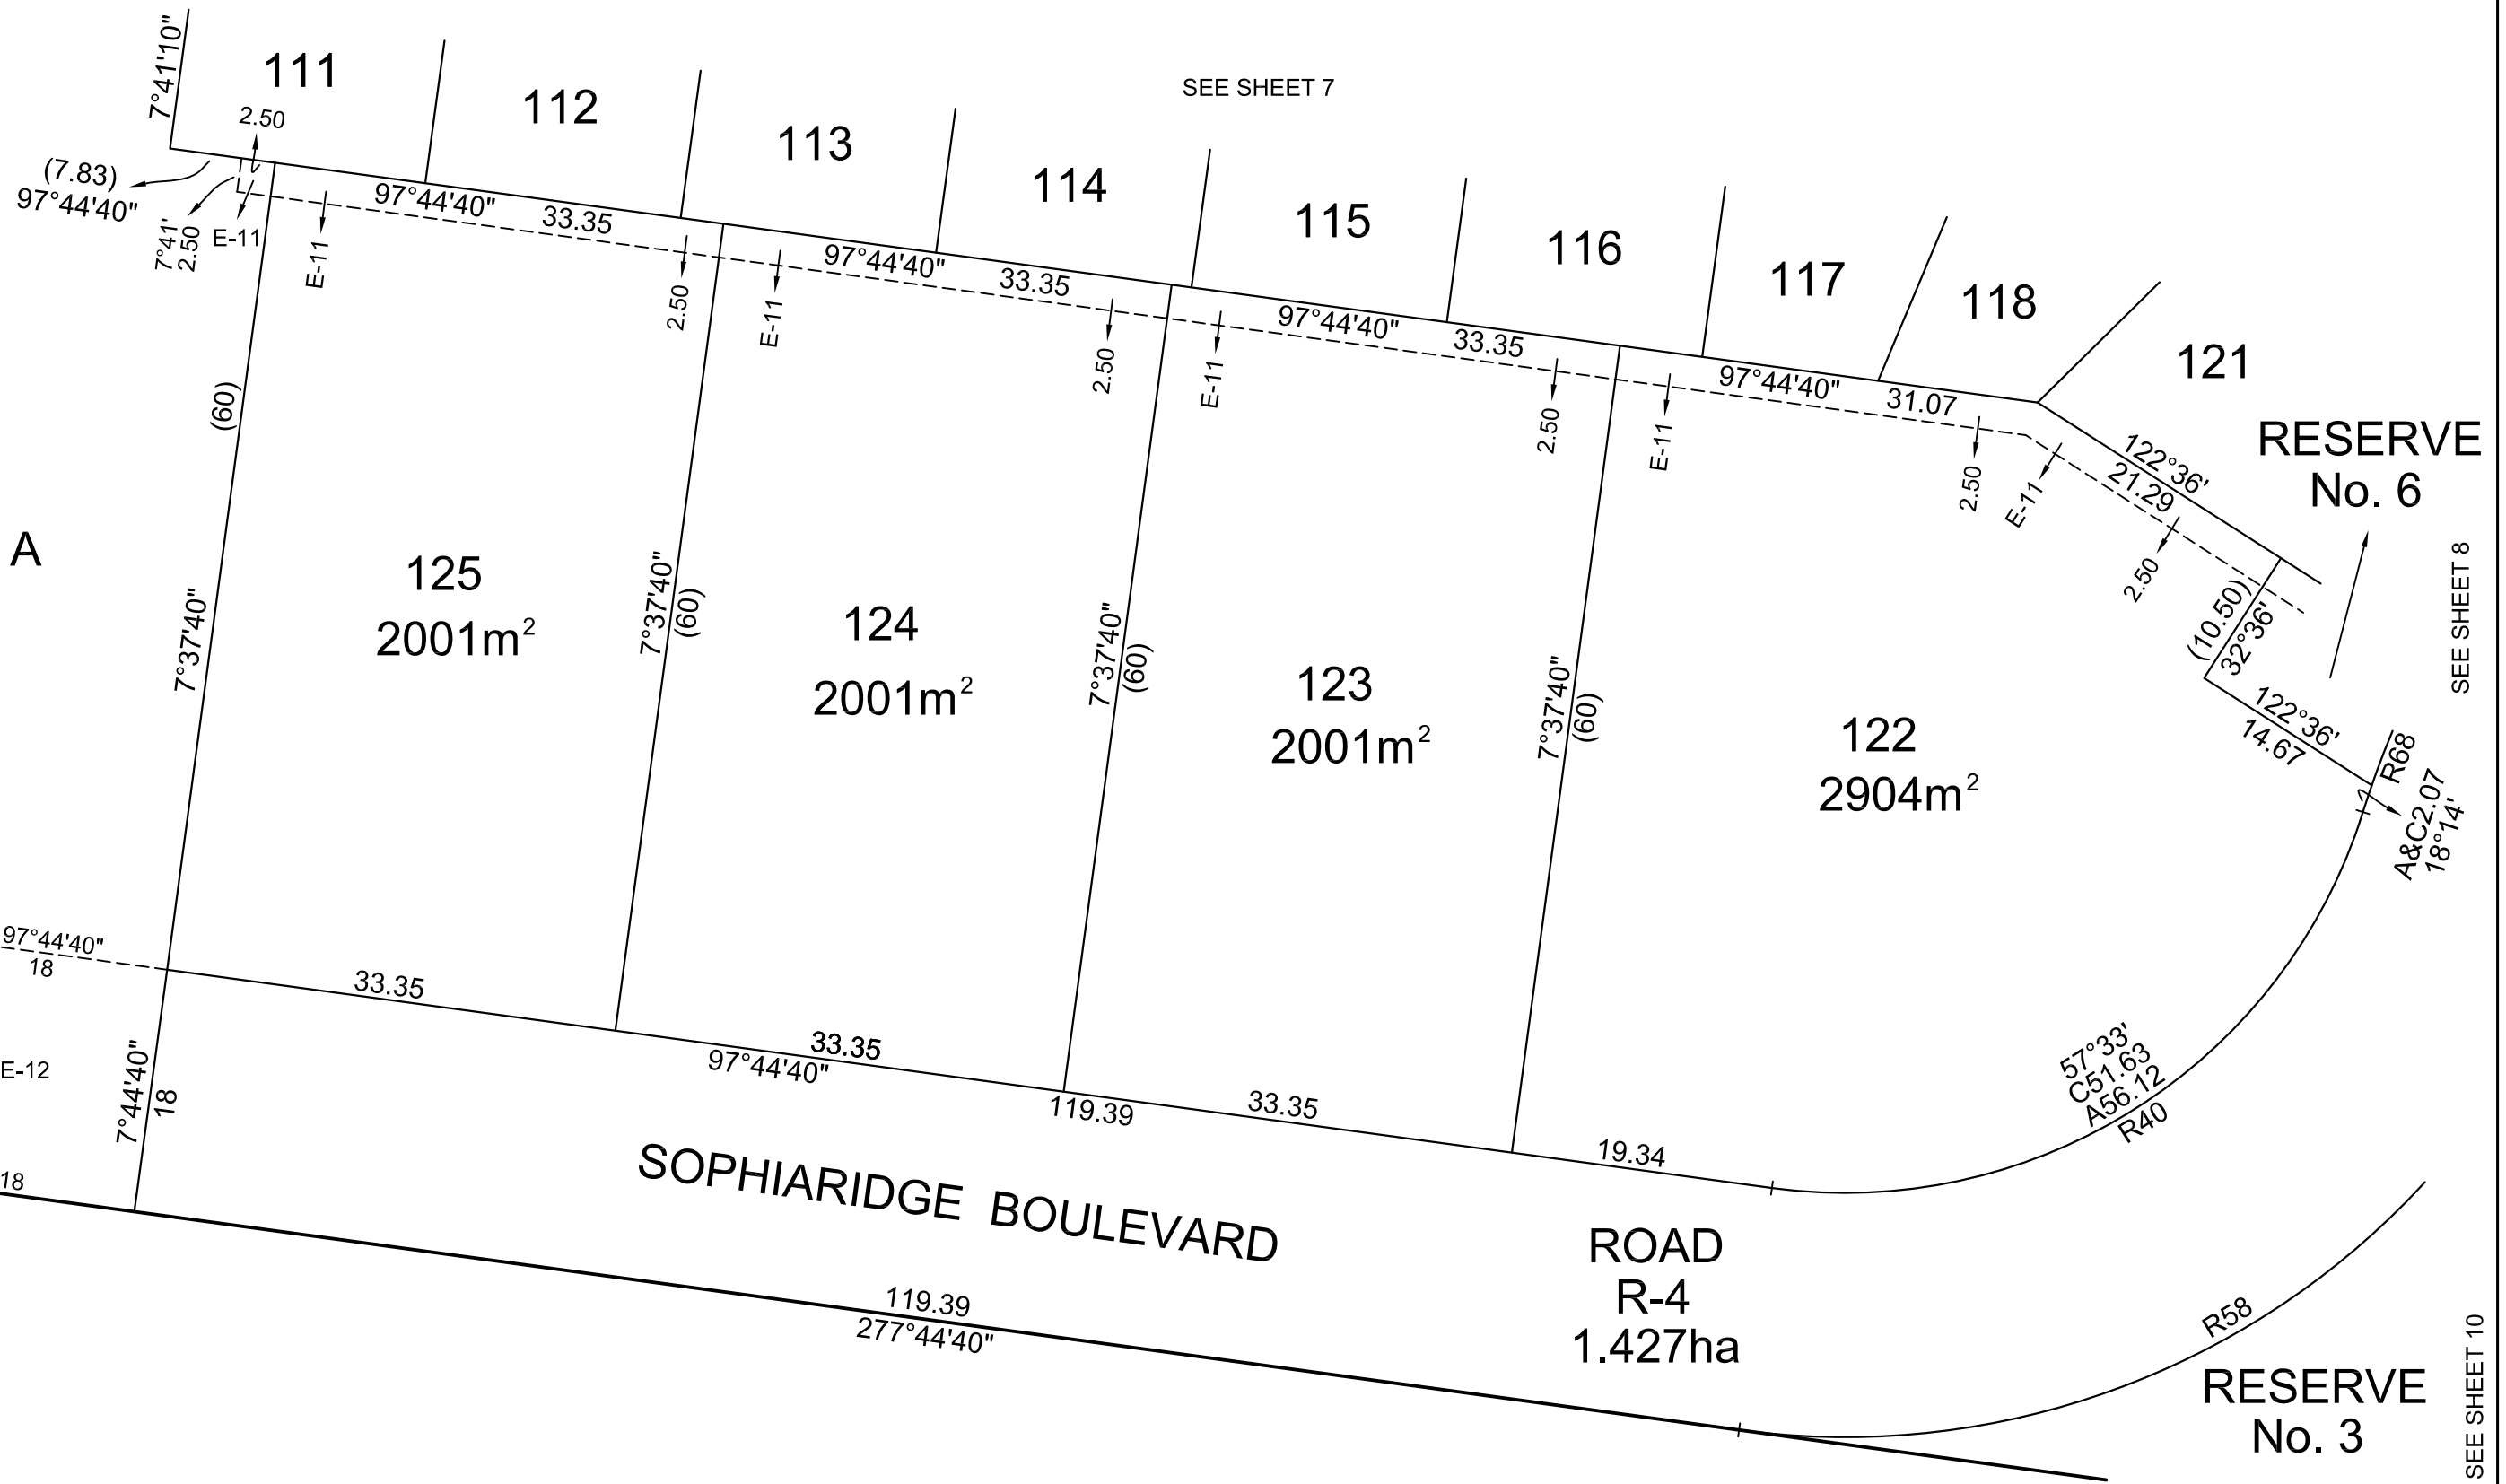 7°41'10"
111
112
SEE SHEET 7
113
114
115
116
117
118
121
2.50
(7.83)
97°44'40"
7°41'
2.50
E-11
E-11
97°44'40"
33.35
2.50
E-11
97°44'40"
33.35
2.50
E-11
97°44'40"
33.35
2.50
E-11
97°44'40"
31.07
2.50
E-11
122°36'
21.29
2.50
RESERVE
No. 6
SEE SHEET 8
A
(60)
7°37'40"
125
2001m²
7°37'40"
(60)
124
2001m²
7°37'40"
(60)
123
2001m²
7°37'40"
(60)
122
2904m²
(10.50)
32°36'
122°36'
14.67
R68
A&C2.07
18°14'
97°44'40"
18
33.35
33.35
97°44'40"
119.39
33.35
19.34
57°33'
C51.63
A56.12
R40
E-12
7°44'40"
18
18
SOPHIARIDGE BOULEVARD
119.39
277°44'40"
ROAD
R-4
1.427ha
R58
RESERVE
No. 3
SEE SHEET 10